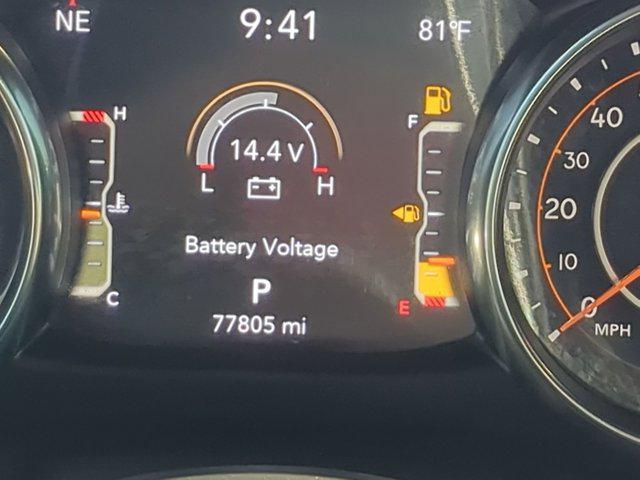 NE 9:41 81°F
H F
40
14.4 V
30
L H
20
Battery Voltage
10
P
C E 0
77805 mi MPH